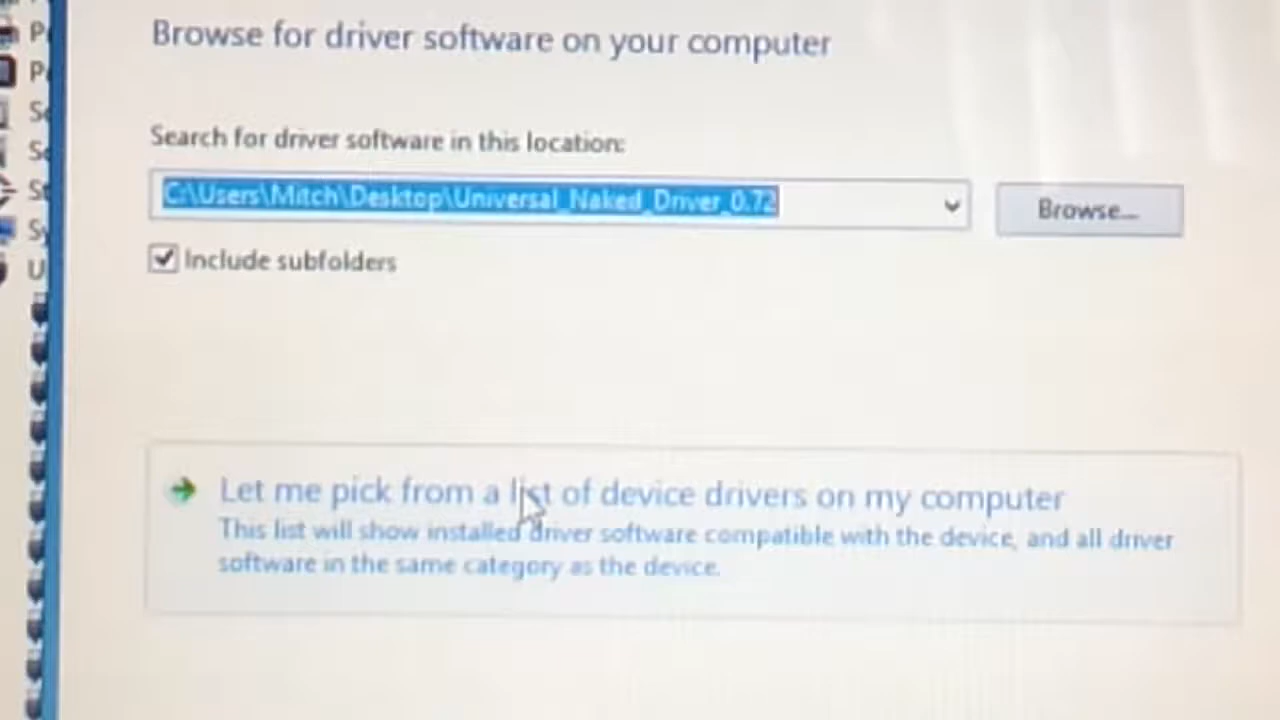 Browse for driver software on your computer
Search for driver software in this location:
C:\Users\Mitch\Desktop\Universal_Naked_Driver_0.72
Browse...
Include subfolders
Let me pick from a list of device drivers on my computer
This list will show installed driver software compatible with the device, and all driver
software in the same category as the device.